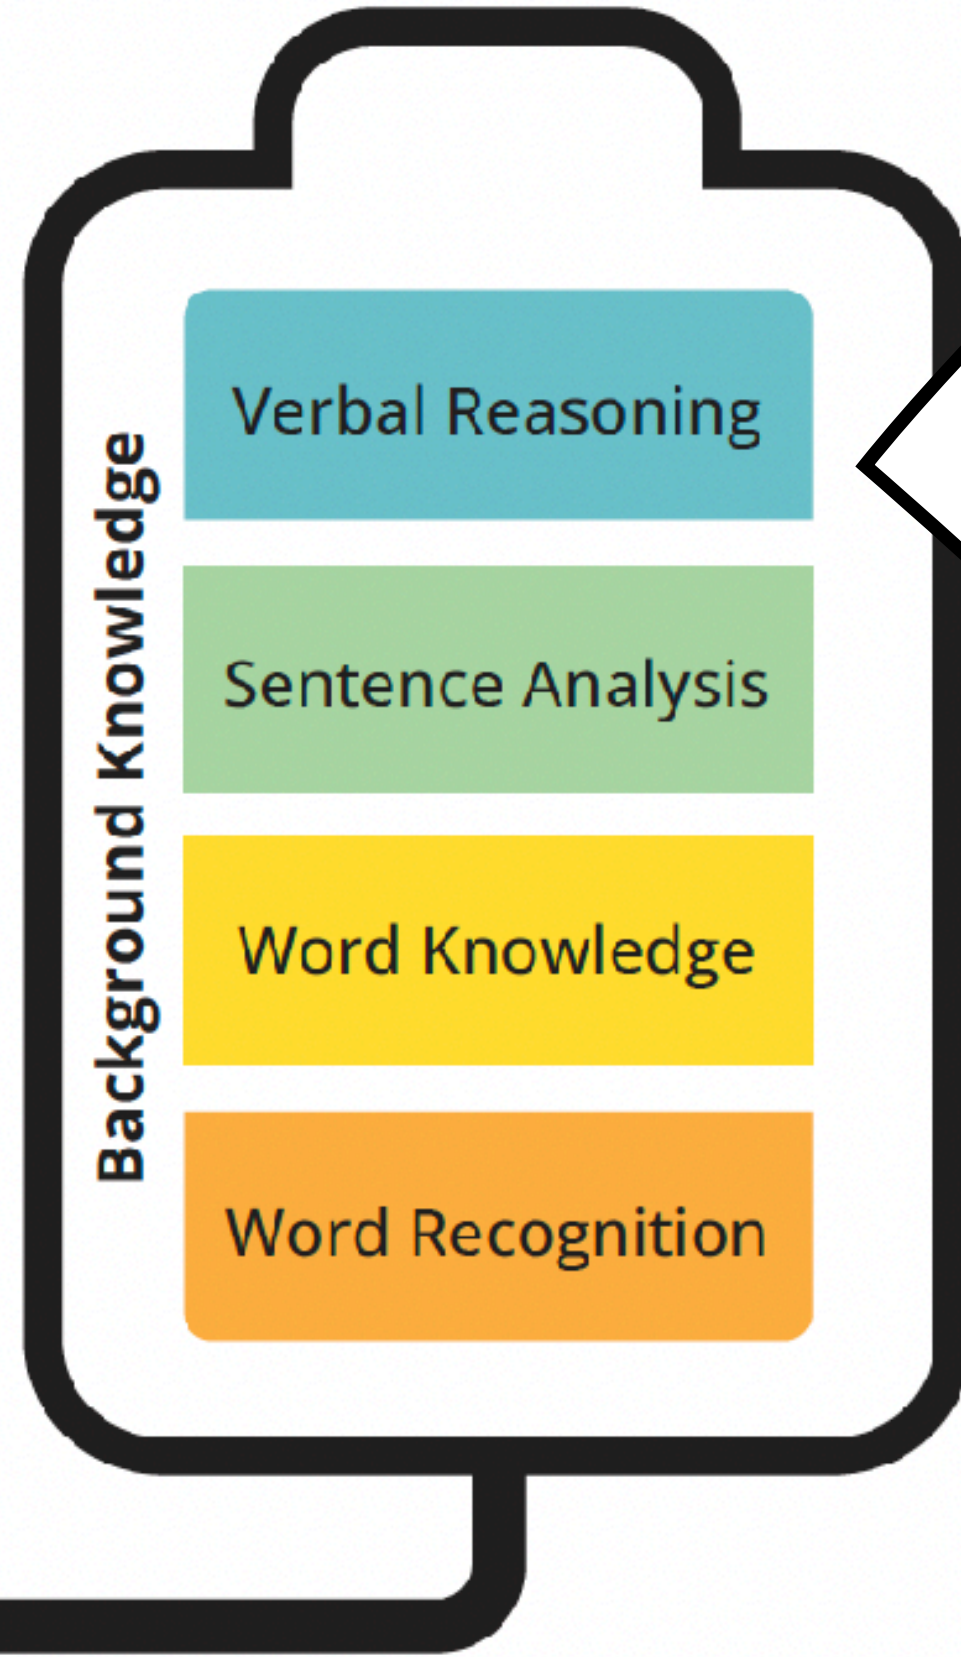 Background Knowledge
Verbal Reasoning
Sentence Analysis
Word Knowledge
Word Recognition